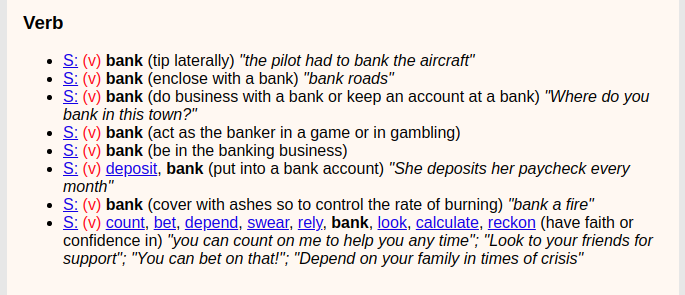 Verb
S: (v) bank (tip laterally) "the pilot had to bank the aircraft"
S: (v) bank (enclose with a bank) "bank roads"
S: (v) bank (do business with a bank or keep an account at a bank) "Where do you
bank in this town?"
S: (v) bank (act as the banker in a game or in gambling)
S: (v) bank (be in the banking business)
S: (v) deposit, bank (put into a bank account) "She deposits her paycheck every
month"
S: (v) bank (cover with ashes so to control the rate of burning) "bank a fire"
S: (v) count, bet, depend, swear, rely, bank, look, calculate, reckon (have faith or
confidence in) "you can count on me to help you any time"; "Look to your friends for
support"; "You can bet on that!"; "Depend on your family in times of crisis"